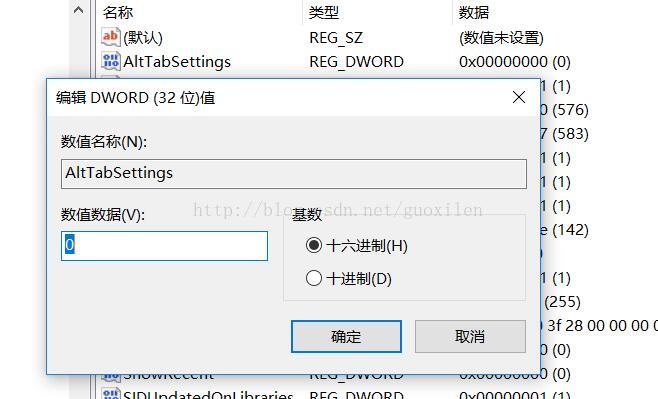 名称 类型 数据
(默认) REG_SZ (数值未设置)
AltTabSettings REG_DWORD 0x00000000 (0)
1 (1)
编辑 DWORD (32 位)值
0 (576)
数值名称(N):
7 (583)
AltTabSettings
1 (1)
1 (1)
数值数据(V):
基数
1 (1)
http://blog.csdn.net/guoxilen
0
十六进制(H)
e (142)
十进制(D)
1 (1)
(255)
确定
取消
3f 28 00 00 00 0
0 (0)
ShowRecent REG_DWORD 0x00000000 (0)
SIDUpdatedOnLibraries REG_DWORD 0x00000001 (1)